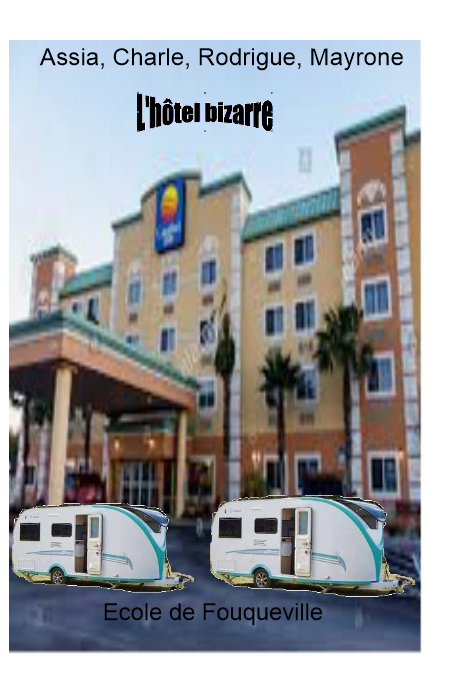 Assia, Charle, Rodrigue, Mayrone
L'hôtel bizarre
Ecole de Fouqueville